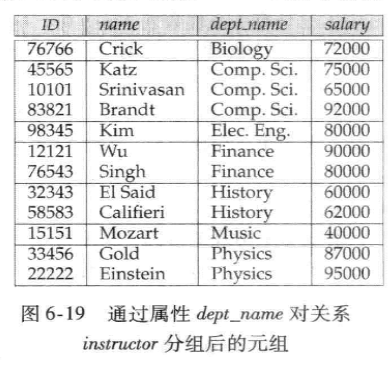 ID name dept_name salary
76766 Crick Biology 72000
45565 Katz Comp. Sci. 75000
10101 Srinivasan Comp. Sci. 65000
83821 Brandt Comp. Sci. 92000
98345 Kim Elec. Eng. 80000
12121 Wu Finance 90000
76543 Singh Finance 80000
32343 El Said History 60000
58583 Califieri History 62000
15151 Mozart Music 40000
33456 Gold Physics 87000
22222 Einstein Physics 95000
图 6-19 通过属性 dept_name 对关系
instructor 分组后的元组